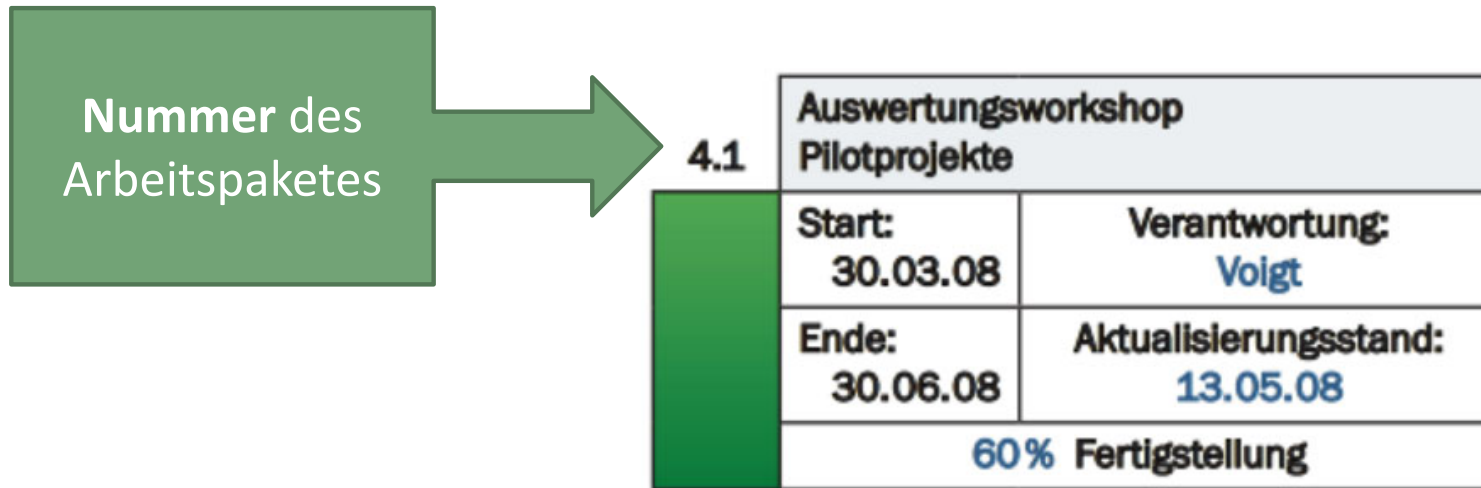 Nummer des
Arbeitspaketes
4.1
Auswertungsworkshop
Pilotprojekte
Start:
30.03.08
Verantwortung:
Voigt
Ende:
30.06.08
Aktualisierungsstand:
13.05.08
60% Fertigstellung